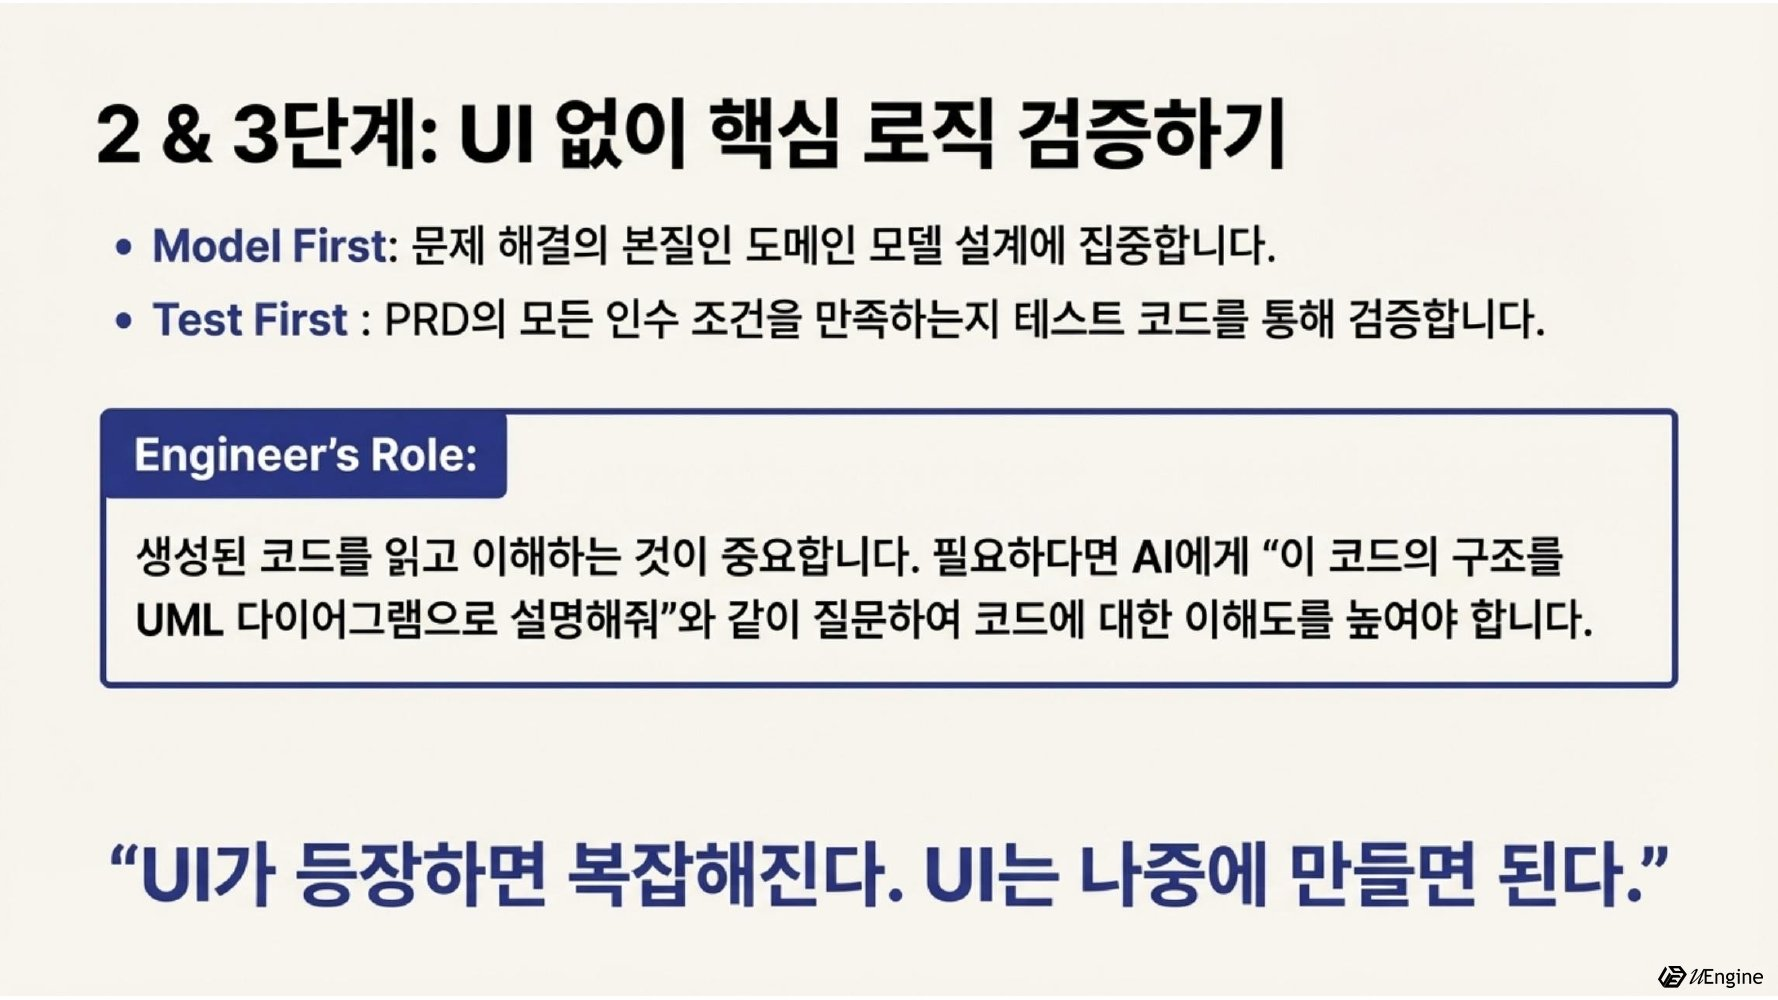 2 & 3단계: UI 없이 핵심 로직 검증하기
• Model First: 문제 해결의 본질인 도메인 모델 설계에 집중합니다.
• Test First : PRD의 모든 인수 조건을 만족하는지 테스트 코드를 통해 검증합니다.
Engineer’s Role:
생성된 코드를 읽고 이해하는 것이 중요합니다. 필요하다면 AI에게 “이 코드의 구조를
UML 다이어그램으로 설명해줘”와 같이 질문하여 코드에 대한 이해도를 높여야 합니다.
“UI가 등장하면 복잡해진다. UI는 나중에 만들면 된다.”
uEngine